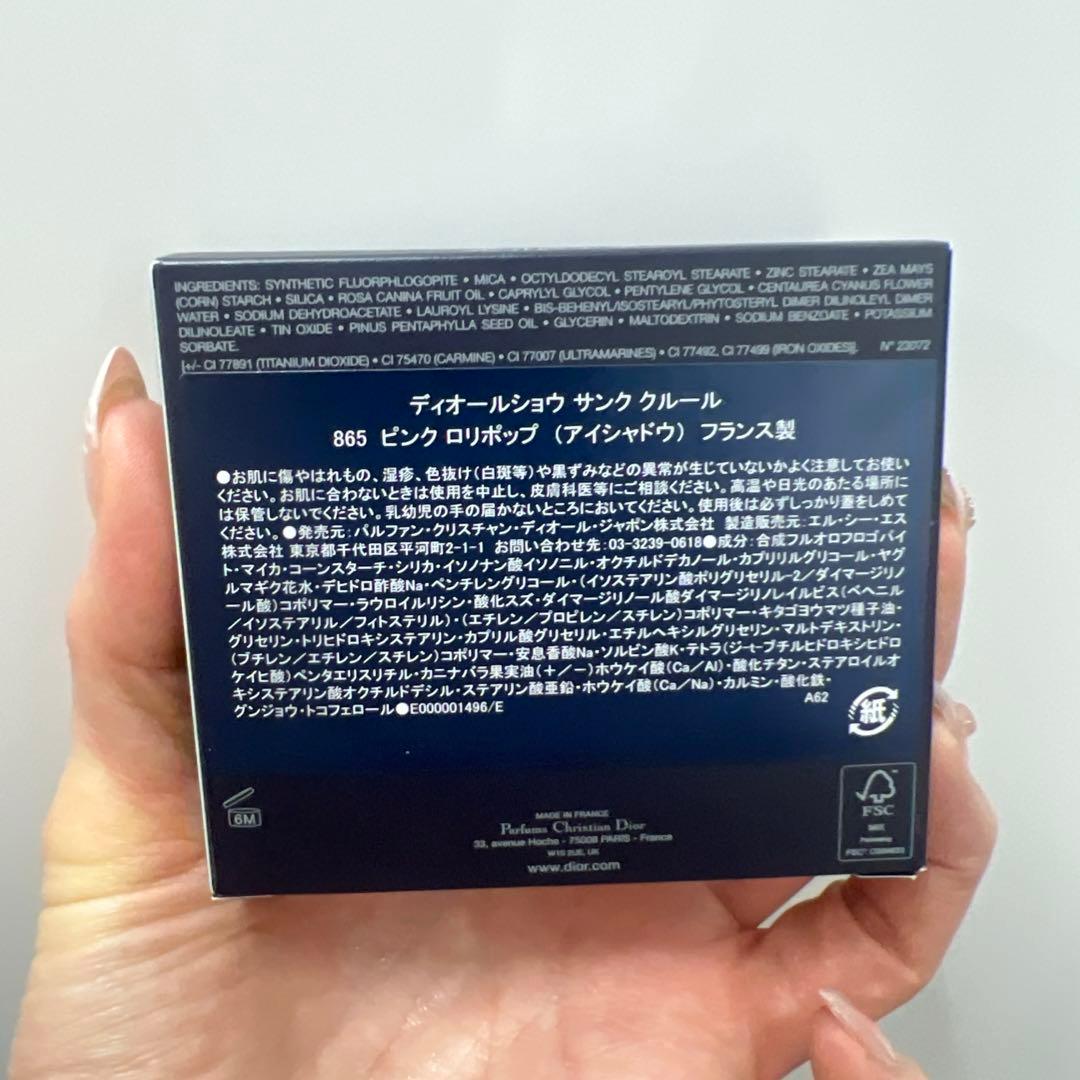 INGREDIENTS: SYNTHETIC FLUORPHLOGOPITE • MICA • OCTYLDODECYL STEAROYL STEARATE • ZINC STEARATE • ZEA MAYS
(CORN) STARCH • SILICA • ROSA CANINA FRUIT OIL • CAPRYLYL GLYCOL • PENTYLENE GLYCOL • CENTAUREA CYANUS FLOWER
WATER • SODIUM DEHYDROACETATE • LAUROYL LYSINE • BIS-BEHENYL/ISOSTEARYL/PHYTOSTERYL DIMER DILINOLEYL DIMER
DILINOLEATE • TIN OXIDE • PINUS PENTAPHYLLA SEED OIL • GLYCERIN • MALTODEXTRIN • SODIUM BENZOATE • POTASSIUM
SORBATE.
[+/- CI 77891 (TITANIUM DIOXIDE) • CI 75470 (CARMINE) • CI 77007 (ULTRAMARINES) • CI 77492, CI 77499 (IRON OXIDES)]. N° 23072
ディオールショウ サンク クルール
865 ピンク ロリポップ （アイシャドウ） フランス製
●お肌に傷やはれもの、湿疹、色抜け(白斑等)や黒ずみなどの異常が生じていないかよく注意してお使い
ください。お肌に合わないときは使用を中止し、皮膚科医等にご相談ください。高温や日光のあたる場所に
は保管しないでください。乳幼児の手の届かないところにおいてください。使用後は必ずしっかり蓋をしめて
ください。●発売元：パルファン・クリスチャン・ディオール・ジャポン株式会社 製造販売元：エル・シー・エス
株式会社 東京都千代田区平河町2-1-1 お問い合わせ先：03-3239-0618●成分：合成フルオロフロゴパイ
ト・マイカ・コーンスターチ・シリカ・イソノナン酸イソノニル・オクチルドデカノール・カプリリルグリコール・ヤグ
ルマギク花水・デヒドロ酢酸Na・ペンチレングリコール・（イソステアリン酸ポリグリセリル-2／ダイマージリノ
ール酸）コポリマー・ラウロイルリシン・酸化スズ・ダイマージリノール酸ダイマージリノレイルビス（ベヘニル
／イソステアリル／フィトステリル）・（エチレン／プロピレン／スチレン）コポリマー・キタゴヨウマツ種子油・
グリセリン・トリヒドロキシステアリン・カプリル酸グリセリル・エチルヘキシルグリセリン・マルトデキストリン・
（ブチレン／エチレン／スチレン）コポリマー・安息香酸Na・ソルビン酸K・テトラ（ジ-t-ブチルヒドロキシヒドロ
ケイヒ酸）ペンタエリスリチル・カニナバラ果実油（＋／－）ホウケイ酸（Ca／Al）・酸化チタン・ステアロイルオ
キシステアリン酸オクチルドデシル・ステアリン酸亜鉛・ホウケイ酸（Ca／Na）・カルミン・酸化鉄・
グンジョウ・トコフェロール●E000001496/E
A62
紙
6M
MADE IN FRANCE
Parfums Christian Dior
33, avenue Hoche - 75008 PARIS - France
W1S 2UE, UK
www.dior.com
FSC
MIX